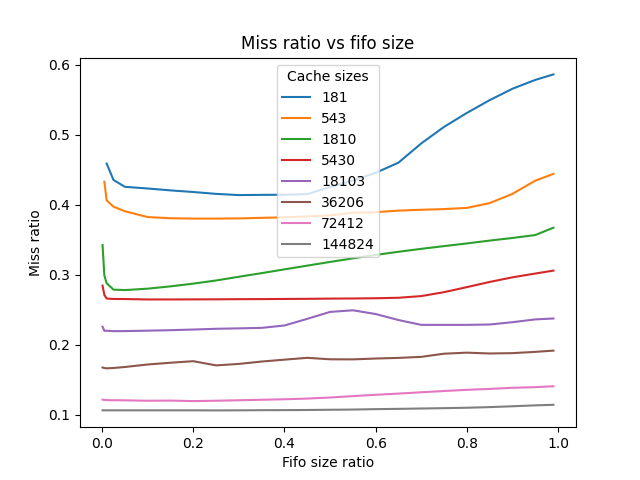 Miss ratio vs fifo size
Cache sizes
181
543
1810
5430
18103
36206
72412
144824
Miss ratio
0.6
0.5
0.4
0.3
0.2
0.1
0.0 0.2 0.4 0.6 0.8 1.0
Fifo size ratio